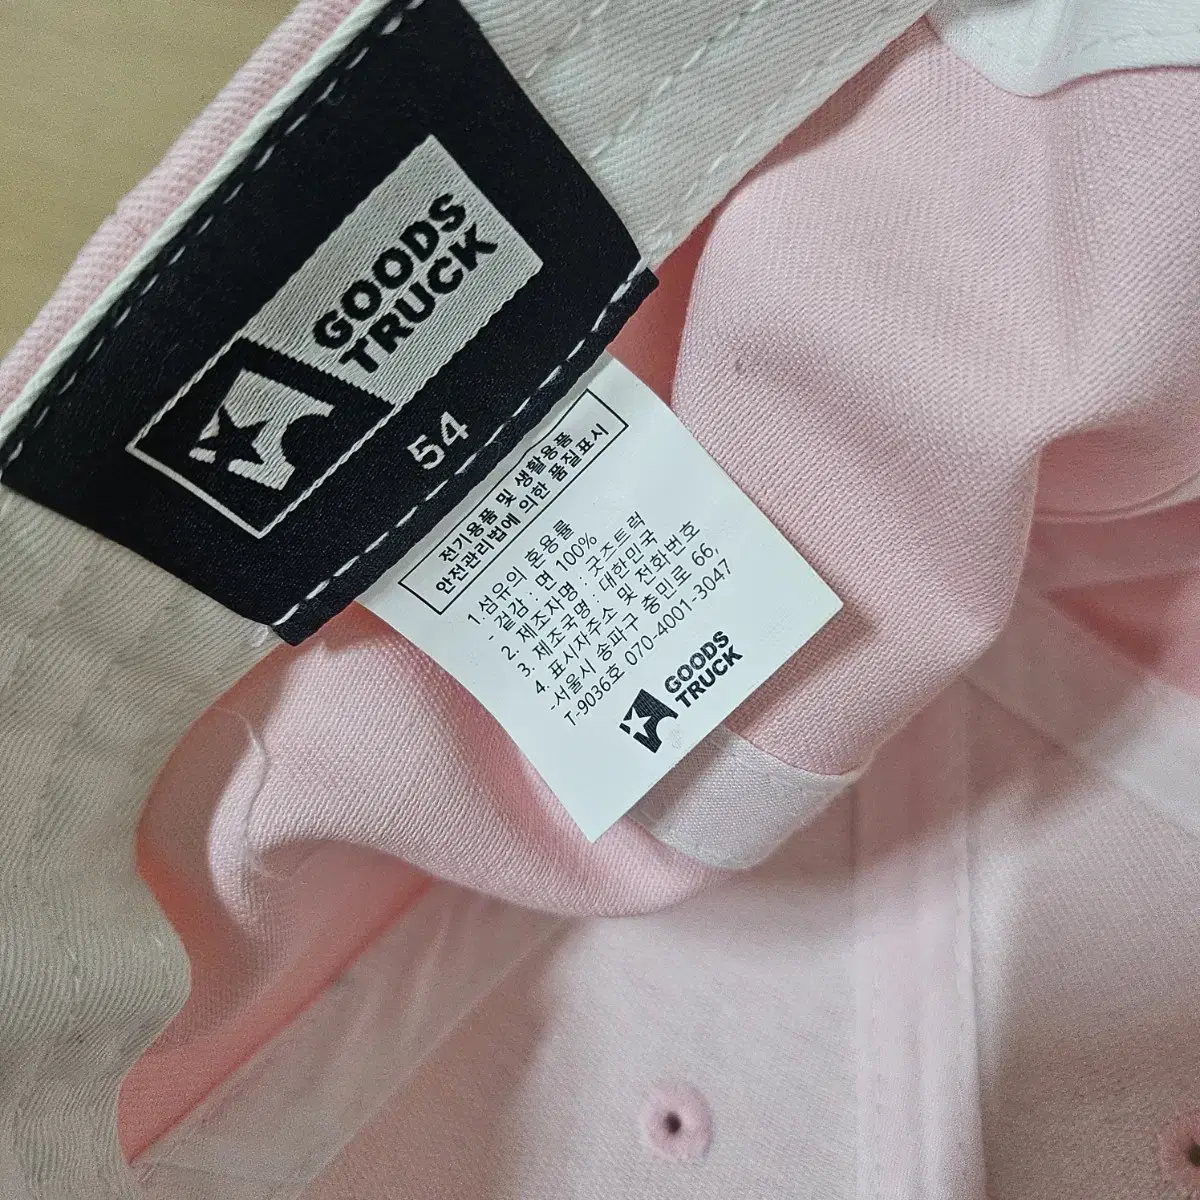 GOODS
TRUCK
54
전기용품 및 생활용품
안전관리법에 의한 품질표시
1.섬유의 혼용률
- 겉감 : 면 100%
2. 제조자명 : 굿즈트럭
3. 제조국명 : 대한민국
4. 표시자주소 및 전화번호
-서울시 송파구 충민로 66,
T-9036호 070-4001-3047
GOODS
TRUCK